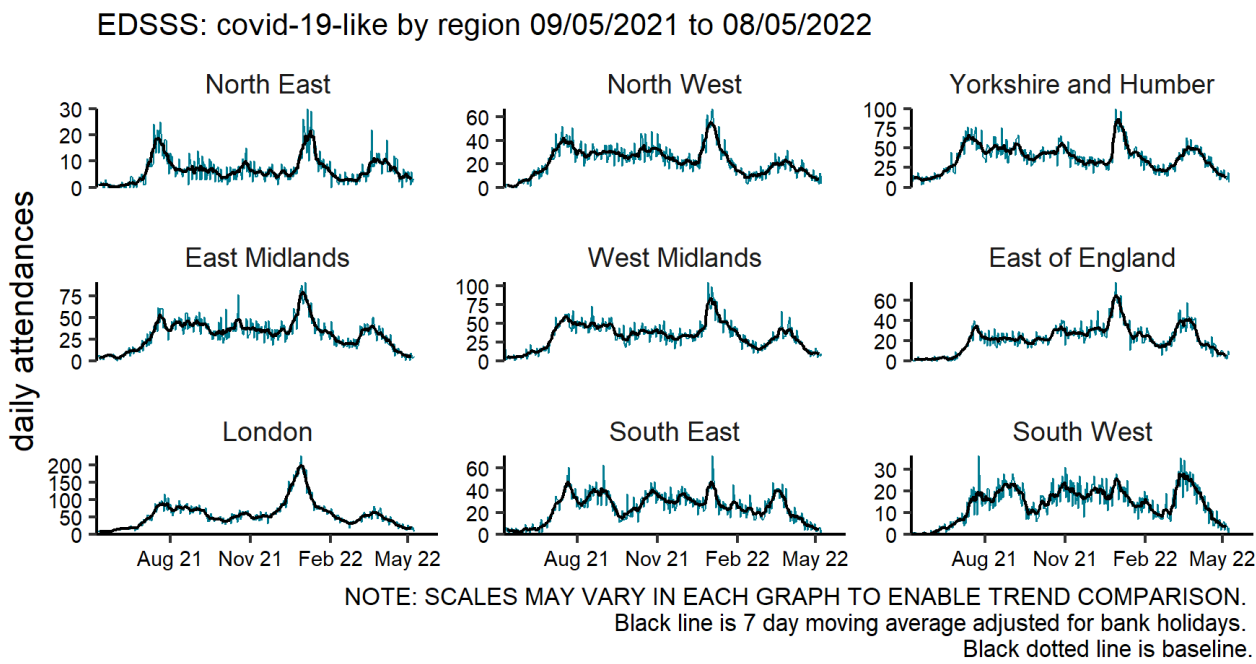 EDSSS: covid-19-like by region 09/05/2021 to 08/05/2022
daily attendances
North East
30
20
10
0
North West
60
40
20
0
Yorkshire and Humber
100
75
50
25
0
East Midlands
75
50
25
0
West Midlands
100
75
50
25
0
East of England
60
40
20
0
London
200
150
100
50
0
Aug 21 Nov 21 Feb 22 May 22
South East
60
40
20
0
Aug 21 Nov 21 Feb 22 May 22
South West
30
20
10
0
Aug 21 Nov 21 Feb 22 May 22
NOTE: SCALES MAY VARY IN EACH GRAPH TO ENABLE TREND COMPARISON.
Black line is 7 day moving average adjusted for bank holidays.
Black dotted line is baseline.